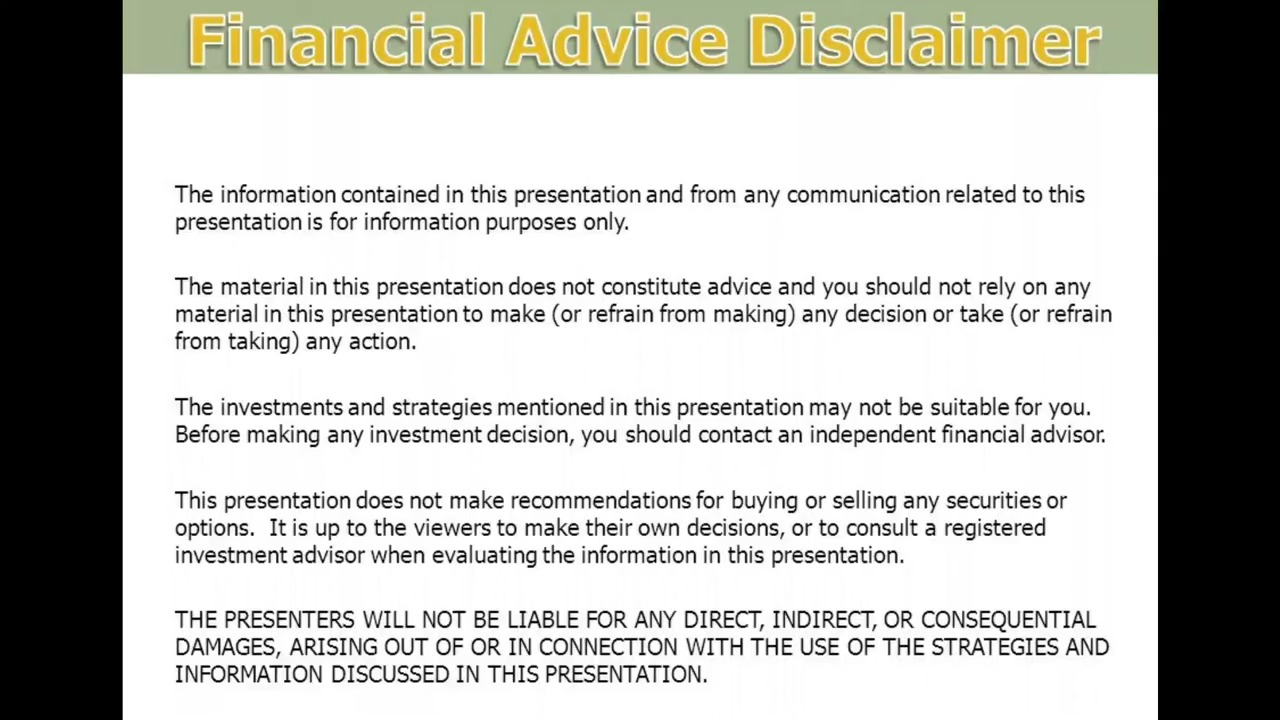 Financial Advice Disclaimer
The information contained in this presentation and from any communication related to this
presentation is for information purposes only.
The material in this presentation does not constitute advice and you should not rely on any
material in this presentation to make (or refrain from making) any decision or take (or refrain
from taking) any action.
The investments and strategies mentioned in this presentation may not be suitable for you.
Before making any investment decision, you should contact an independent financial advisor.
This presentation does not make recommendations for buying or selling any securities or
options.  It is up to the viewers to make their own decisions, or to consult a registered
investment advisor when evaluating the information in this presentation.
THE PRESENTERS WILL NOT BE LIABLE FOR ANY DIRECT, INDIRECT, OR CONSEQUENTIAL
DAMAGES, ARISING OUT OF OR IN CONNECTION WITH THE USE OF THE STRATEGIES AND
INFORMATION DISCUSSED IN THIS PRESENTATION.